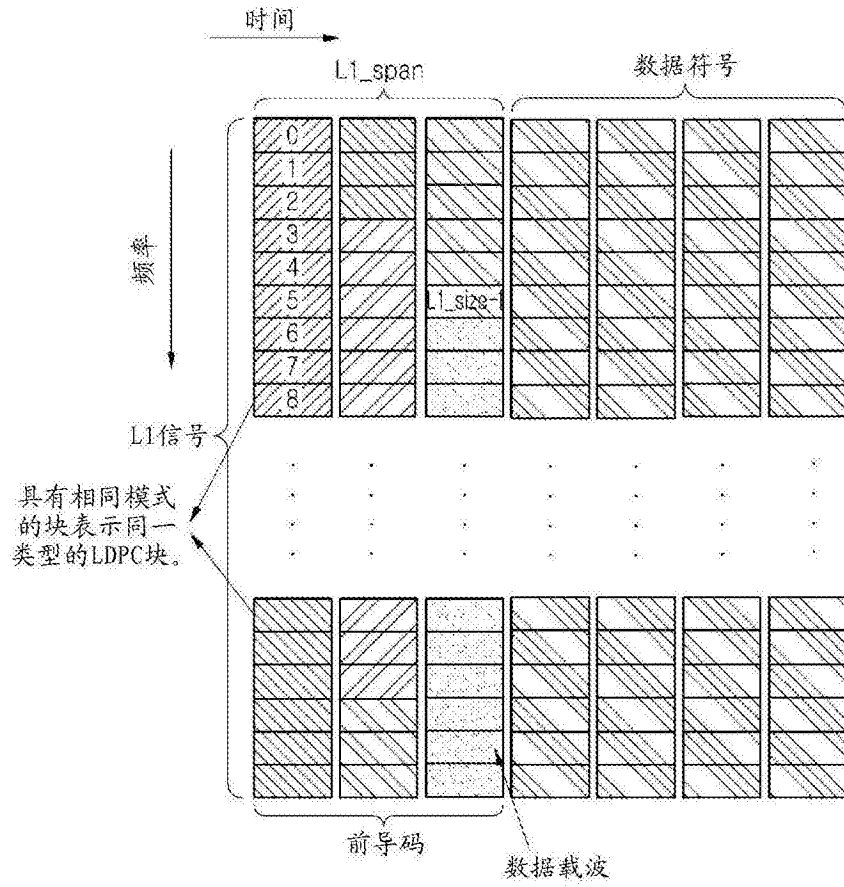 时间
L1_span
数据符号
频率
0
1
2
3
4
5
L1_size-1
6
7
8
L1信号
具有相同模式
的块表示同一
类型的LDPC块。
前导码
数据载波